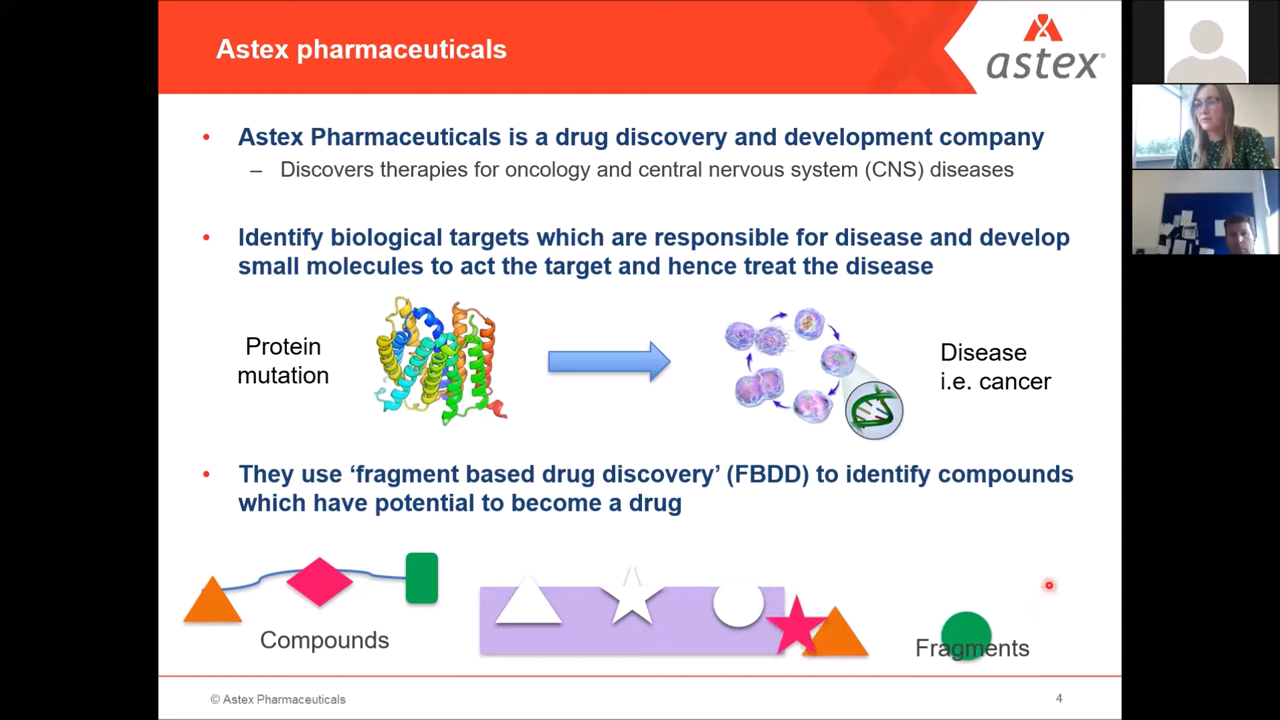 Astex pharmaceuticals
astex
• Astex Pharmaceuticals is a drug discovery and development company
– Discovers therapies for oncology and central nervous system (CNS) diseases
• Identify biological targets which are responsible for disease and develop
small molecules to act the target and hence treat the disease
Protein
mutation
Disease
i.e. cancer
• They use ‘fragment based drug discovery’ (FBDD) to identify compounds
which have potential to become a drug
Compounds
Fragments
© Astex Pharmaceuticals
4